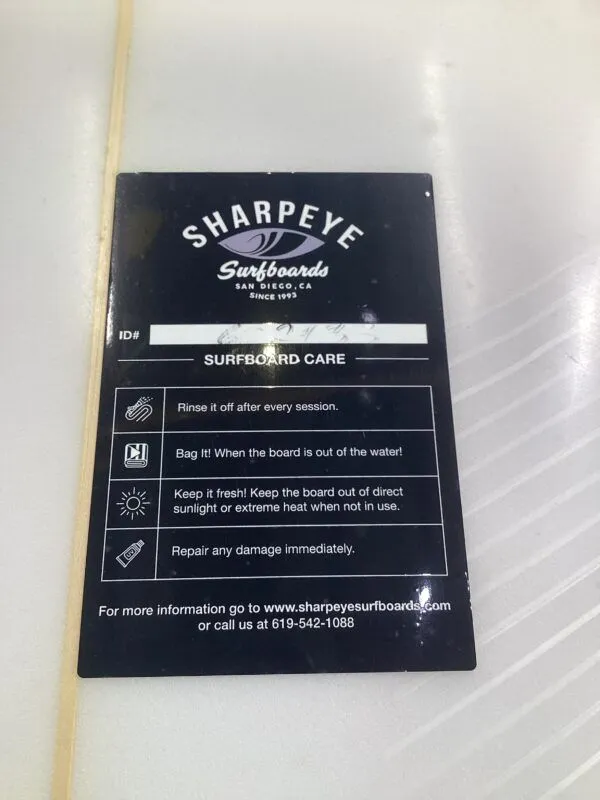 SHARPEYE
Surfboards
SAN DIEGO, CA
SINCE 1993
ID#
SURFBOARD CARE
Rinse it off after every session.
Bag It! When the board is out of the water!
Keep it fresh! Keep the board out of direct
sunlight or extreme heat when not in use.
Repair any damage immediately.
For more information go to www.sharpeyesurfboards.com
or call us at 619-542-1088